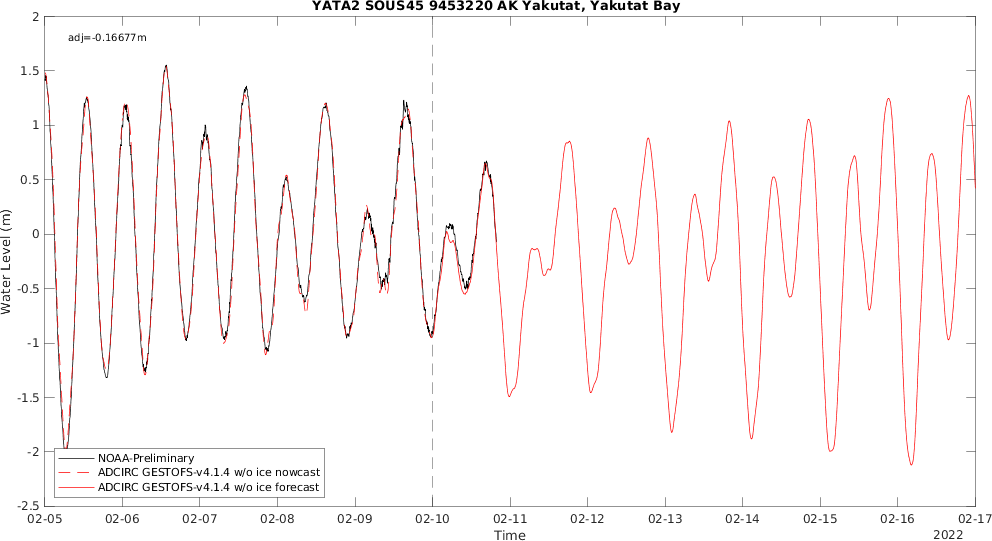 YATA2 SOUS45 9453220 AK Yakutat, Yakutat Bay
adj=-0.16677m
2
1.5
1
0.5
0
-0.5
-1
-1.5
-2
-2.5
Water Level (m)
NOAA-Preliminary
ADCIRC GESTOFS-v4.1.4 w/o ice nowcast
ADCIRC GESTOFS-v4.1.4 w/o ice forecast
02-05 02-06 02-07 02-08 02-09 02-10 02-11 02-12 02-13 02-14 02-15 02-16 02-17
Time
2022